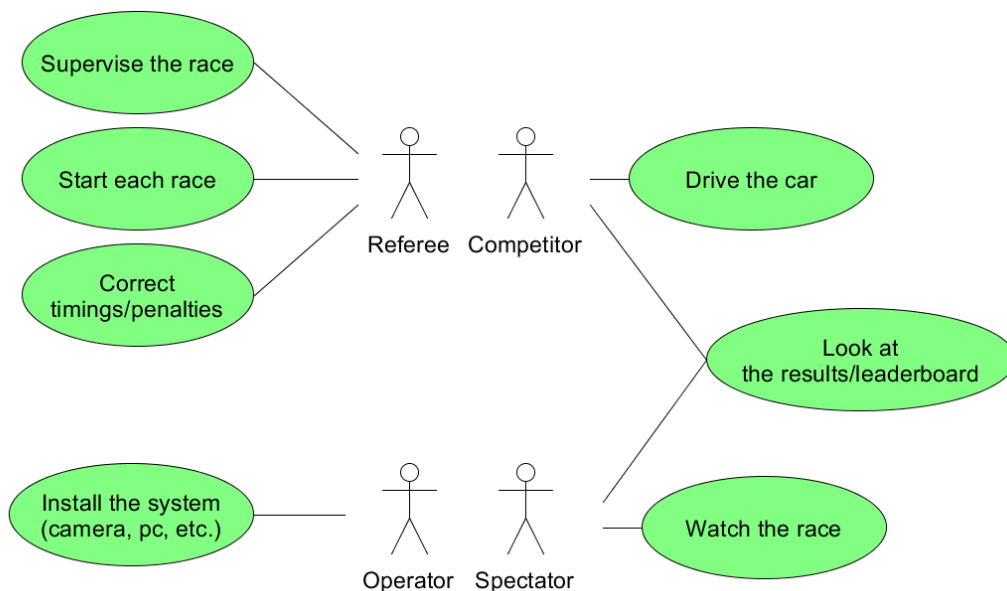 Supervise the race
Start each race
Correct
timings/penalties
Referee
Competitor
Drive the car
Look at
the results/leaderboard
Install the system
(camera, pc, etc.)
Operator
Spectator
Watch the race